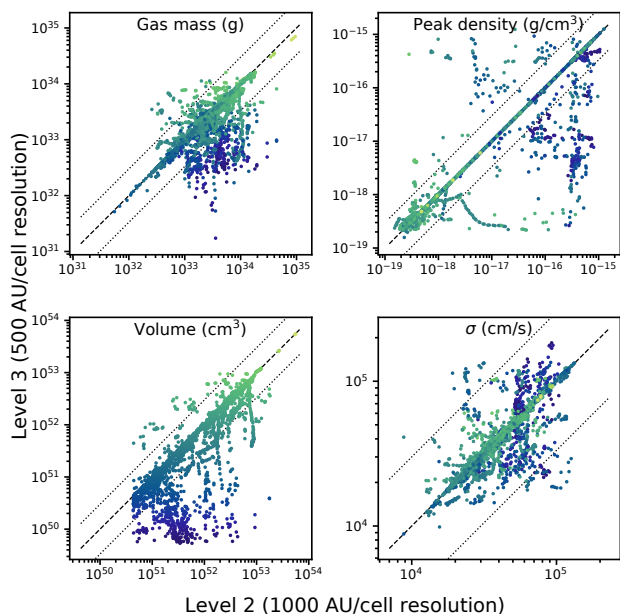 Gas mass (g)
Peak density (g/cm³)
10³⁵
10³⁴
10³³
10³²
10³¹
10³¹ 10³² 10³³ 10³⁴ 10³⁵
10⁻¹⁵
10⁻¹⁶
10⁻¹⁷
10⁻¹⁸
10⁻¹⁹
10⁻¹⁹ 10⁻¹⁸ 10⁻¹⁷ 10⁻¹⁶ 10⁻¹⁵
Level 3 (500 AU/cell resolution)
Volume (cm³)
σ (cm/s)
10⁵⁴
10⁵³
10⁵²
10⁵¹
10⁵⁰
10⁵⁰ 10⁵¹ 10⁵² 10⁵³ 10⁵⁴
10⁵
10⁴
10⁴ 10⁵
Level 2 (1000 AU/cell resolution)